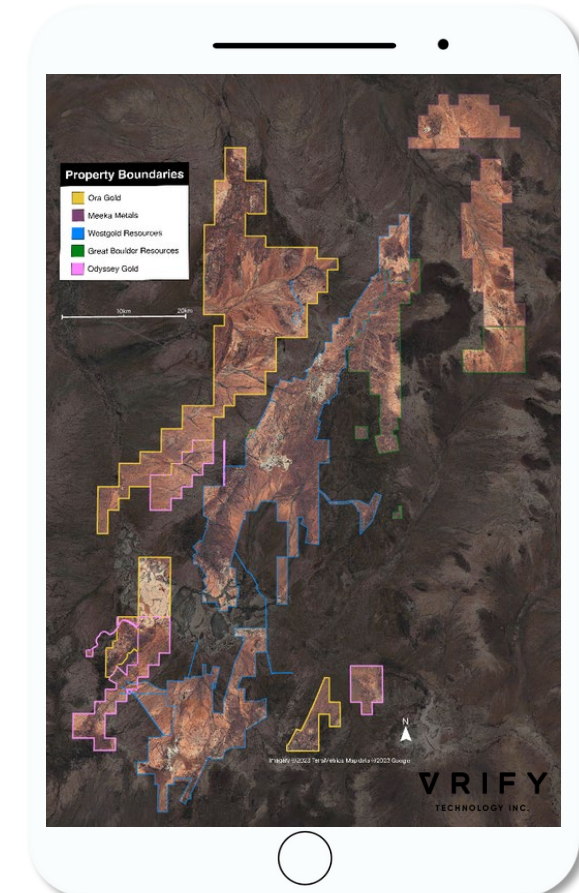 Property Boundaries
Ora Gold
Meeka Metals
Westgold Resources
Great Boulder Resources
Odyssey Gold
10km 20km
N
Imagery ©2023 TerraMetrics Map data ©2023 Google
VRIFY
TECHNOLOGY INC.